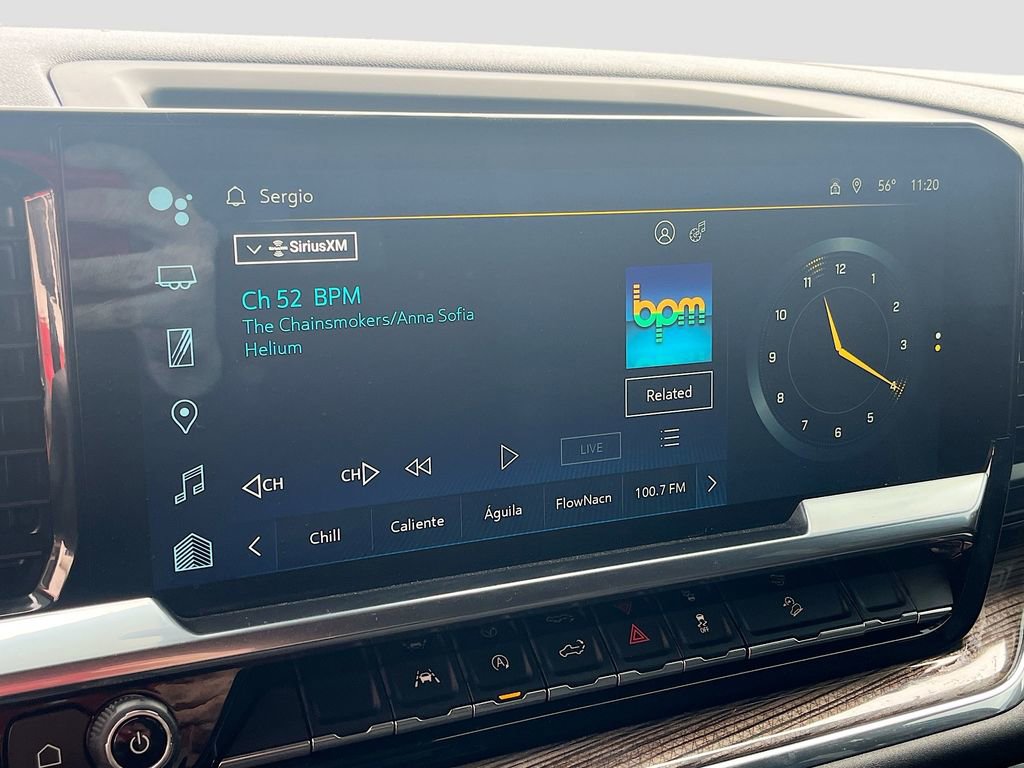 Sergio
56° 11:20
SiriusXM
Ch 52 BPM
The Chainsmokers/Anna Sofia
Helium
bpm
Related
LIVE
CH
CH
Chill
Caliente
Águila
FlowNacn
100.7 FM
12
1
2
3
4
5
6
7
8
9
10
11
A
OFF